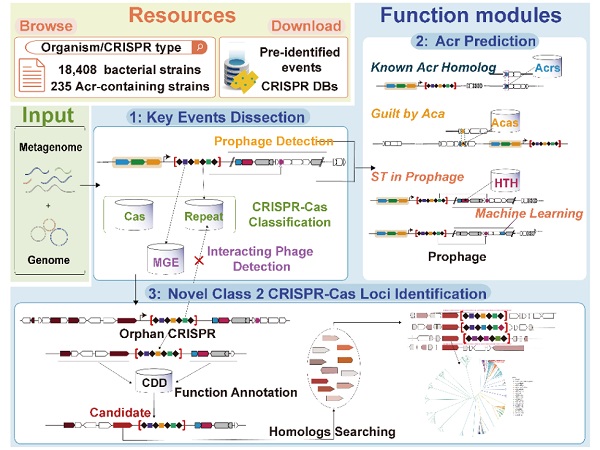 Resources
Browse
Download
Organism/CRISPR type
18,408 bacterial strains
235 Acr-containing strains
Pre-identified
events
CRISPR DBs
Function modules
2: Acr Prediction
Known Acr Homolog
Acrs
Guilt by Aca
Acas
ST in Prophage
HTH
Machine Learning
Prophage
Input
Metagenome
+
Genome
1: Key Events Dissection
Prophage Detection
Cas
Repeat
CRISPR-Cas
Classification
MGE
Interacting Phage
Detection
3: Novel Class 2 CRISPR-Cas Loci Identification
Orphan CRISPR
CDD
Function Annotation
Candidate
Homologs Searching